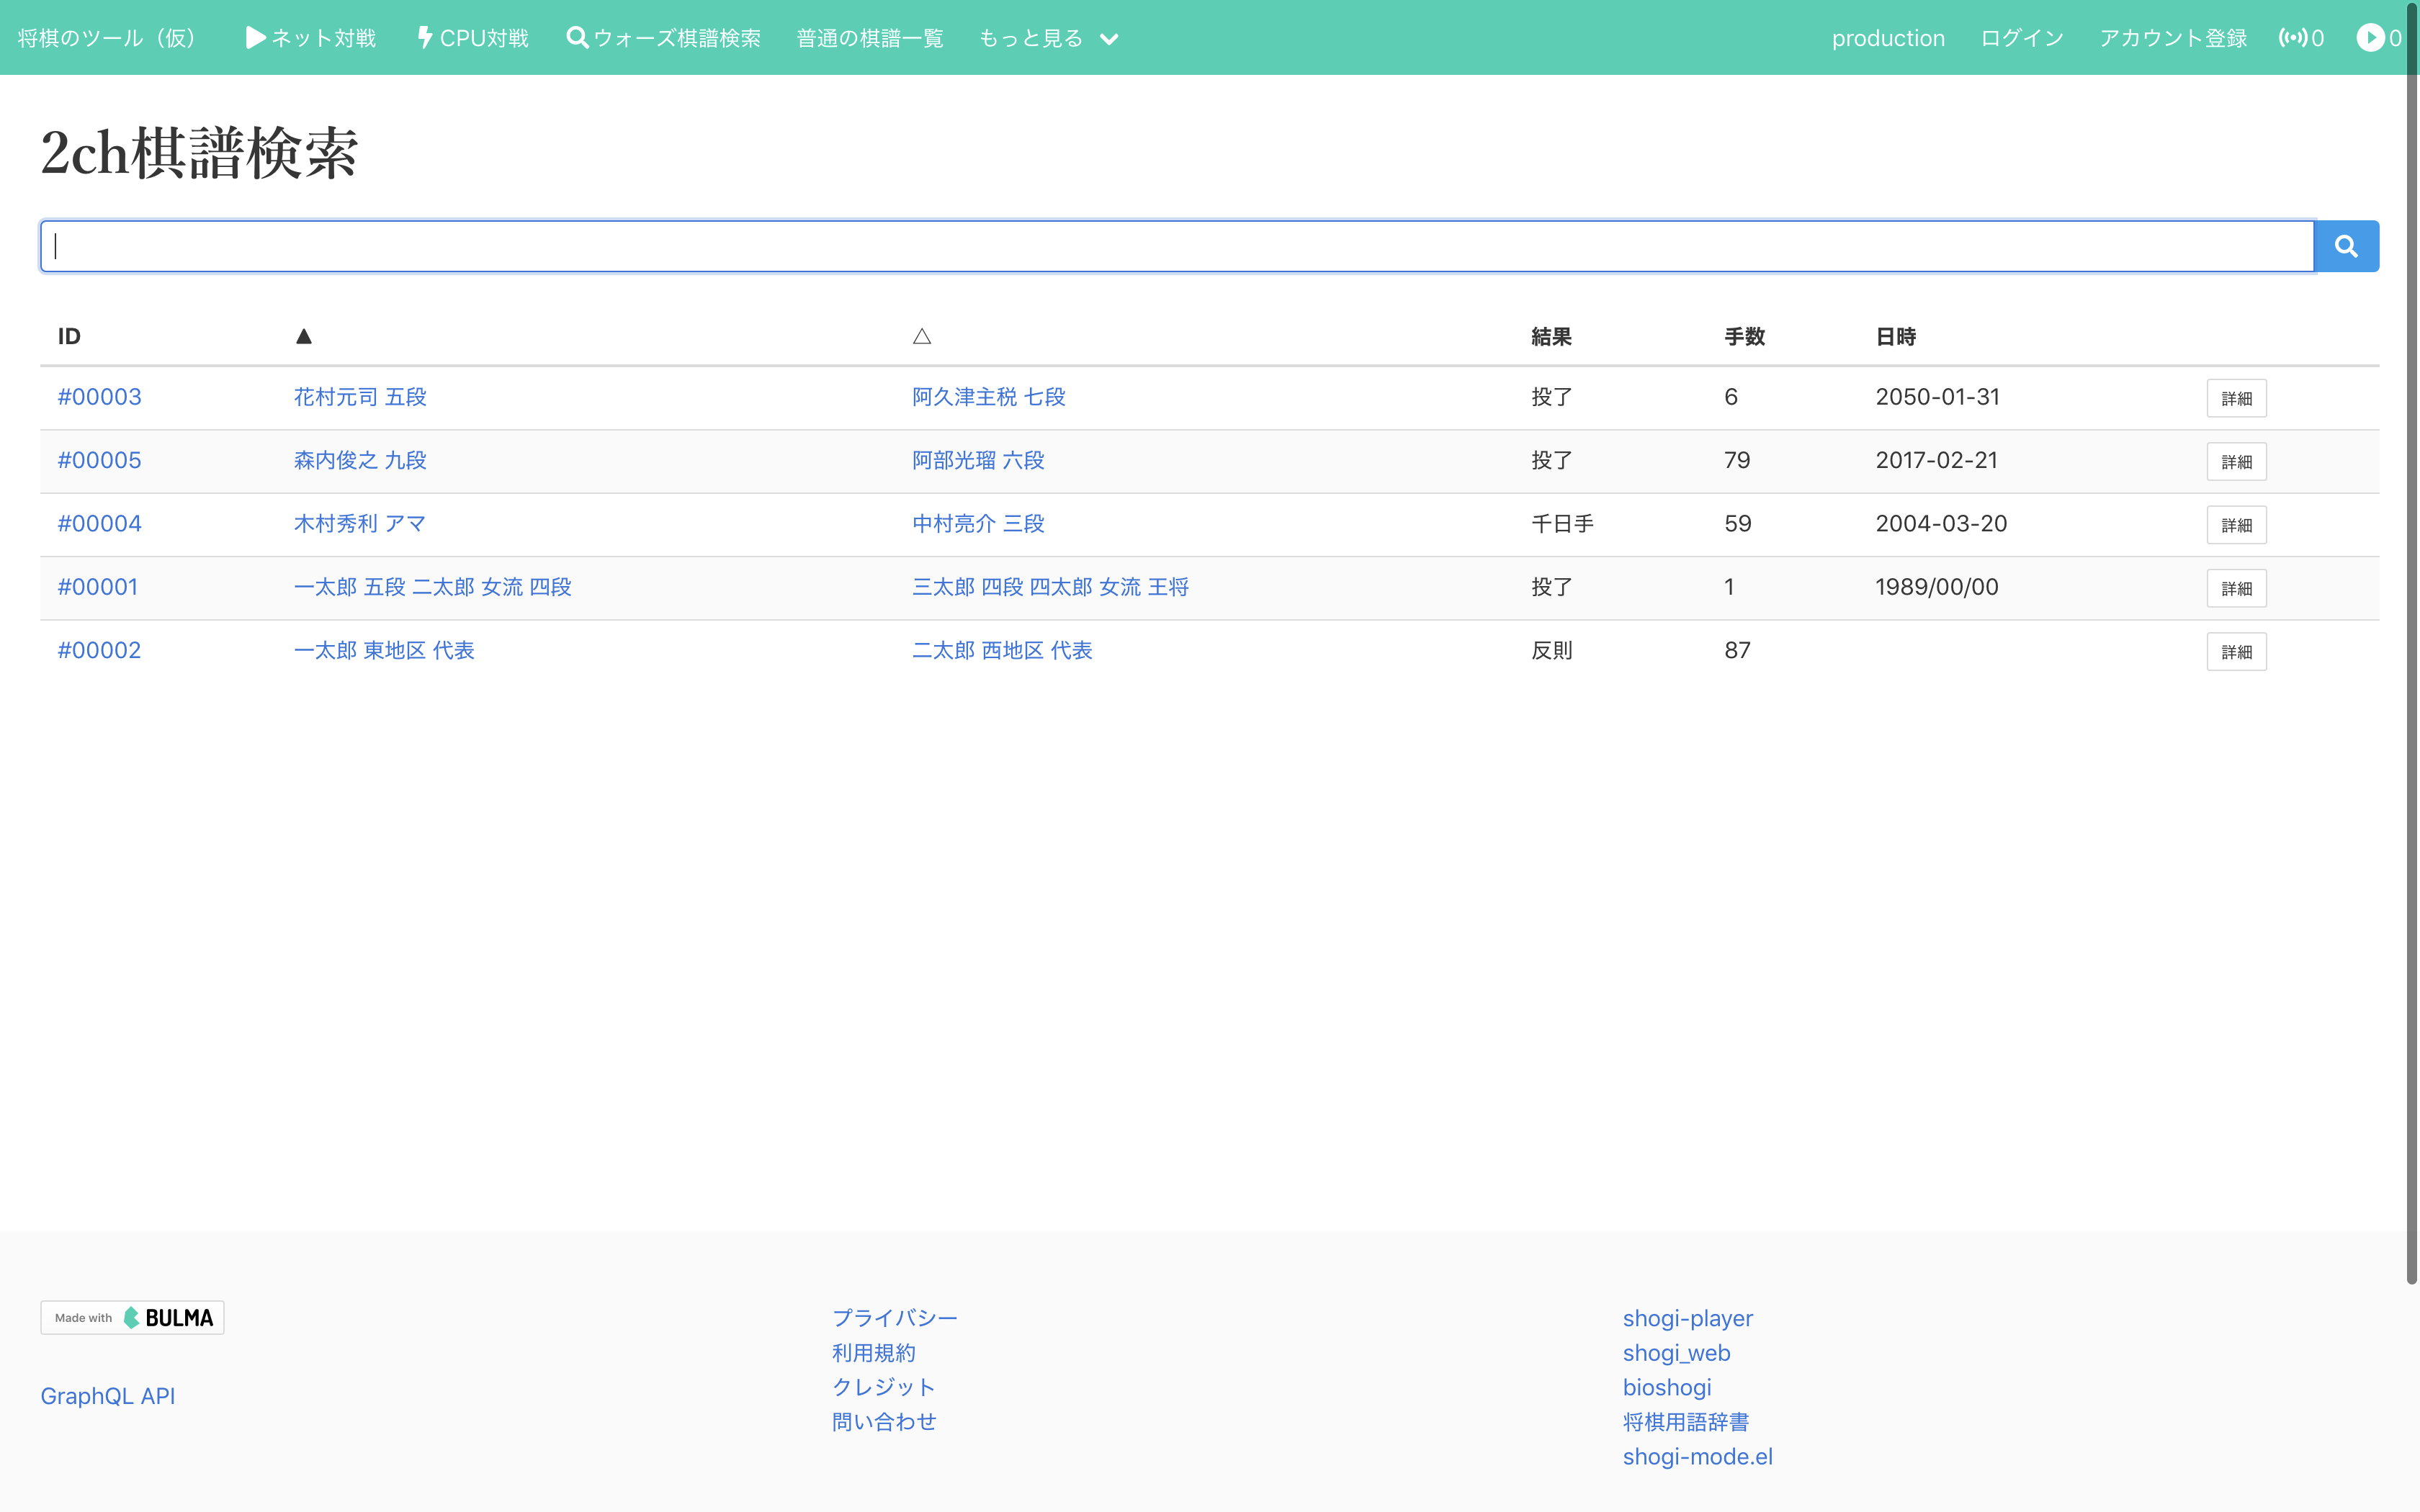 将棋のツール（仮） ネット対戦 CPU対戦 ウォーズ棋譜検索 普通の棋譜一覧 もっと見る production ログイン アカウント登録 0 0
2ch棋譜検索
ID ▲ △ 結果 手数 日時
#00003 花村元司 五段 阿久津主税 七段 投了 6 2050-01-31 詳細
#00005 森内俊之 九段 阿部光瑠 六段 投了 79 2017-02-21 詳細
#00004 木村秀利 アマ 中村亮介 三段 千日手 59 2004-03-20 詳細
#00001 一太郎 五段 二太郎 女流 四段 三太郎 四段 四太郎 女流 王将 投了 1 1989/00/00 詳細
#00002 一太郎 東地区 代表 二太郎 西地区 代表 反則 87 詳細
Made with BULMA
GraphQL API
プライバシー
利用規約
クレジット
問い合わせ
shogi-player
shogi_web
bioshogi
将棋用語辞書
shogi-mode.el